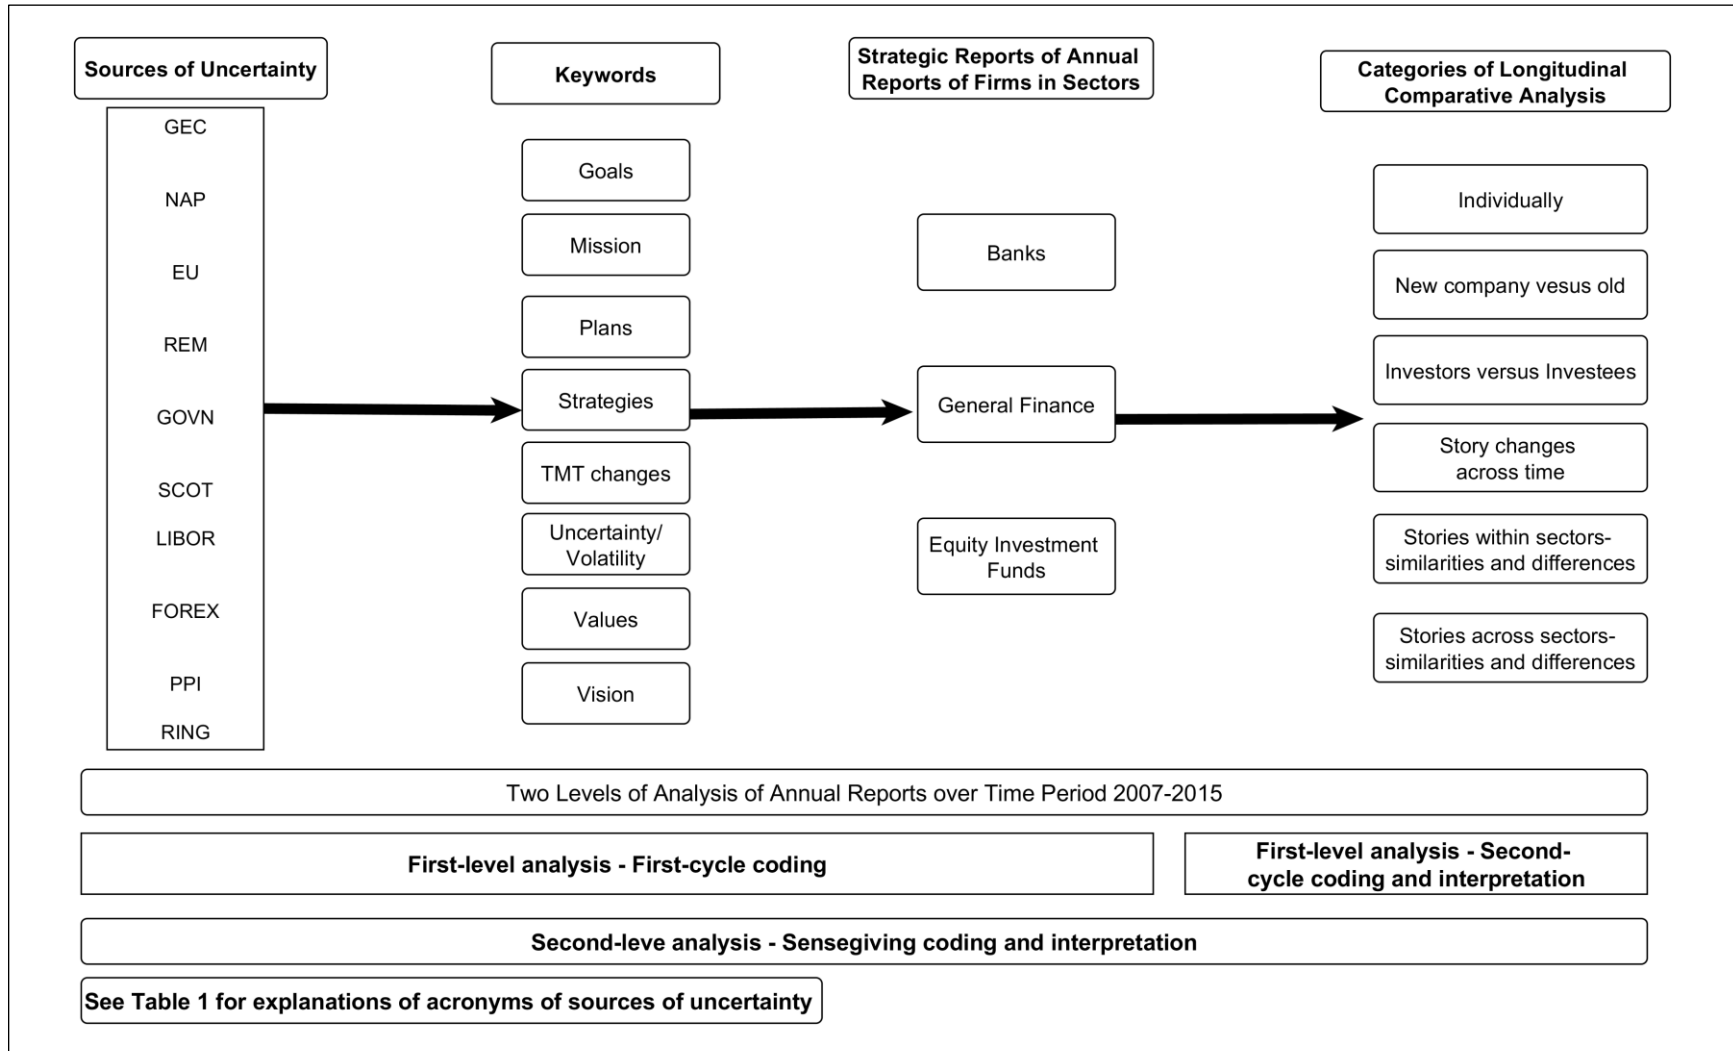 Sources of Uncertainty
GEC
NAP
EU
REM
GOVN
SCOT
LIBOR
FOREX
PPI
RING
Keywords
Goals
Mission
Plans
Strategies
TMT changes
Uncertainty/
Volatility
Values
Vision
Strategic Reports of Annual
Reports of Firms in Sectors
Banks
General Finance
Equity Investment
Funds
Categories of Longitudinal
Comparative Analysis
Individually
New company vesus old
Investors versus Investees
Story changes
across time
Stories within sectors-
similarities and differences
Stories across sectors-
similarities and differences
Two Levels of Analysis of Annual Reports over Time Period 2007-2015
First-level analysis - First-cycle coding
First-level analysis - Second-
cycle coding and interpretation
Second-leve analysis - Sensegiving coding and interpretation
See Table 1 for explanations of acronyms of sources of uncertainty